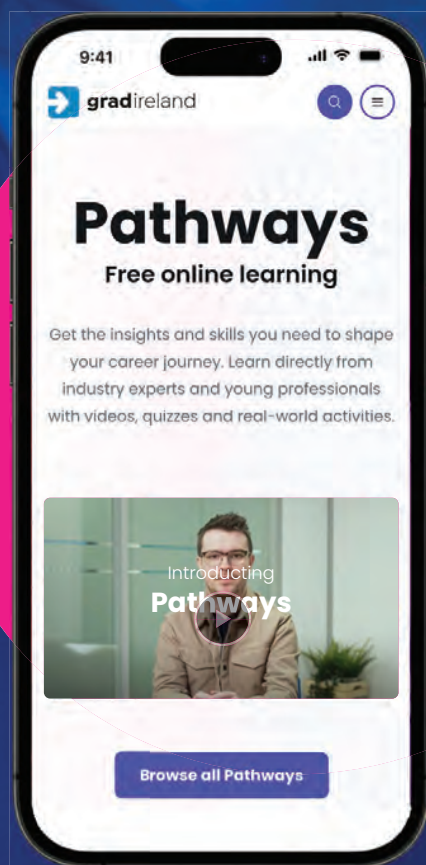 9:41
gradireland
Pathways
Free online learning
Get the insights and skills you need to shape
your career journey. Learn directly from
industry experts and young professionals
with videos, quizzes and real-world activities.
Introducting
Pathways
Browse all Pathways